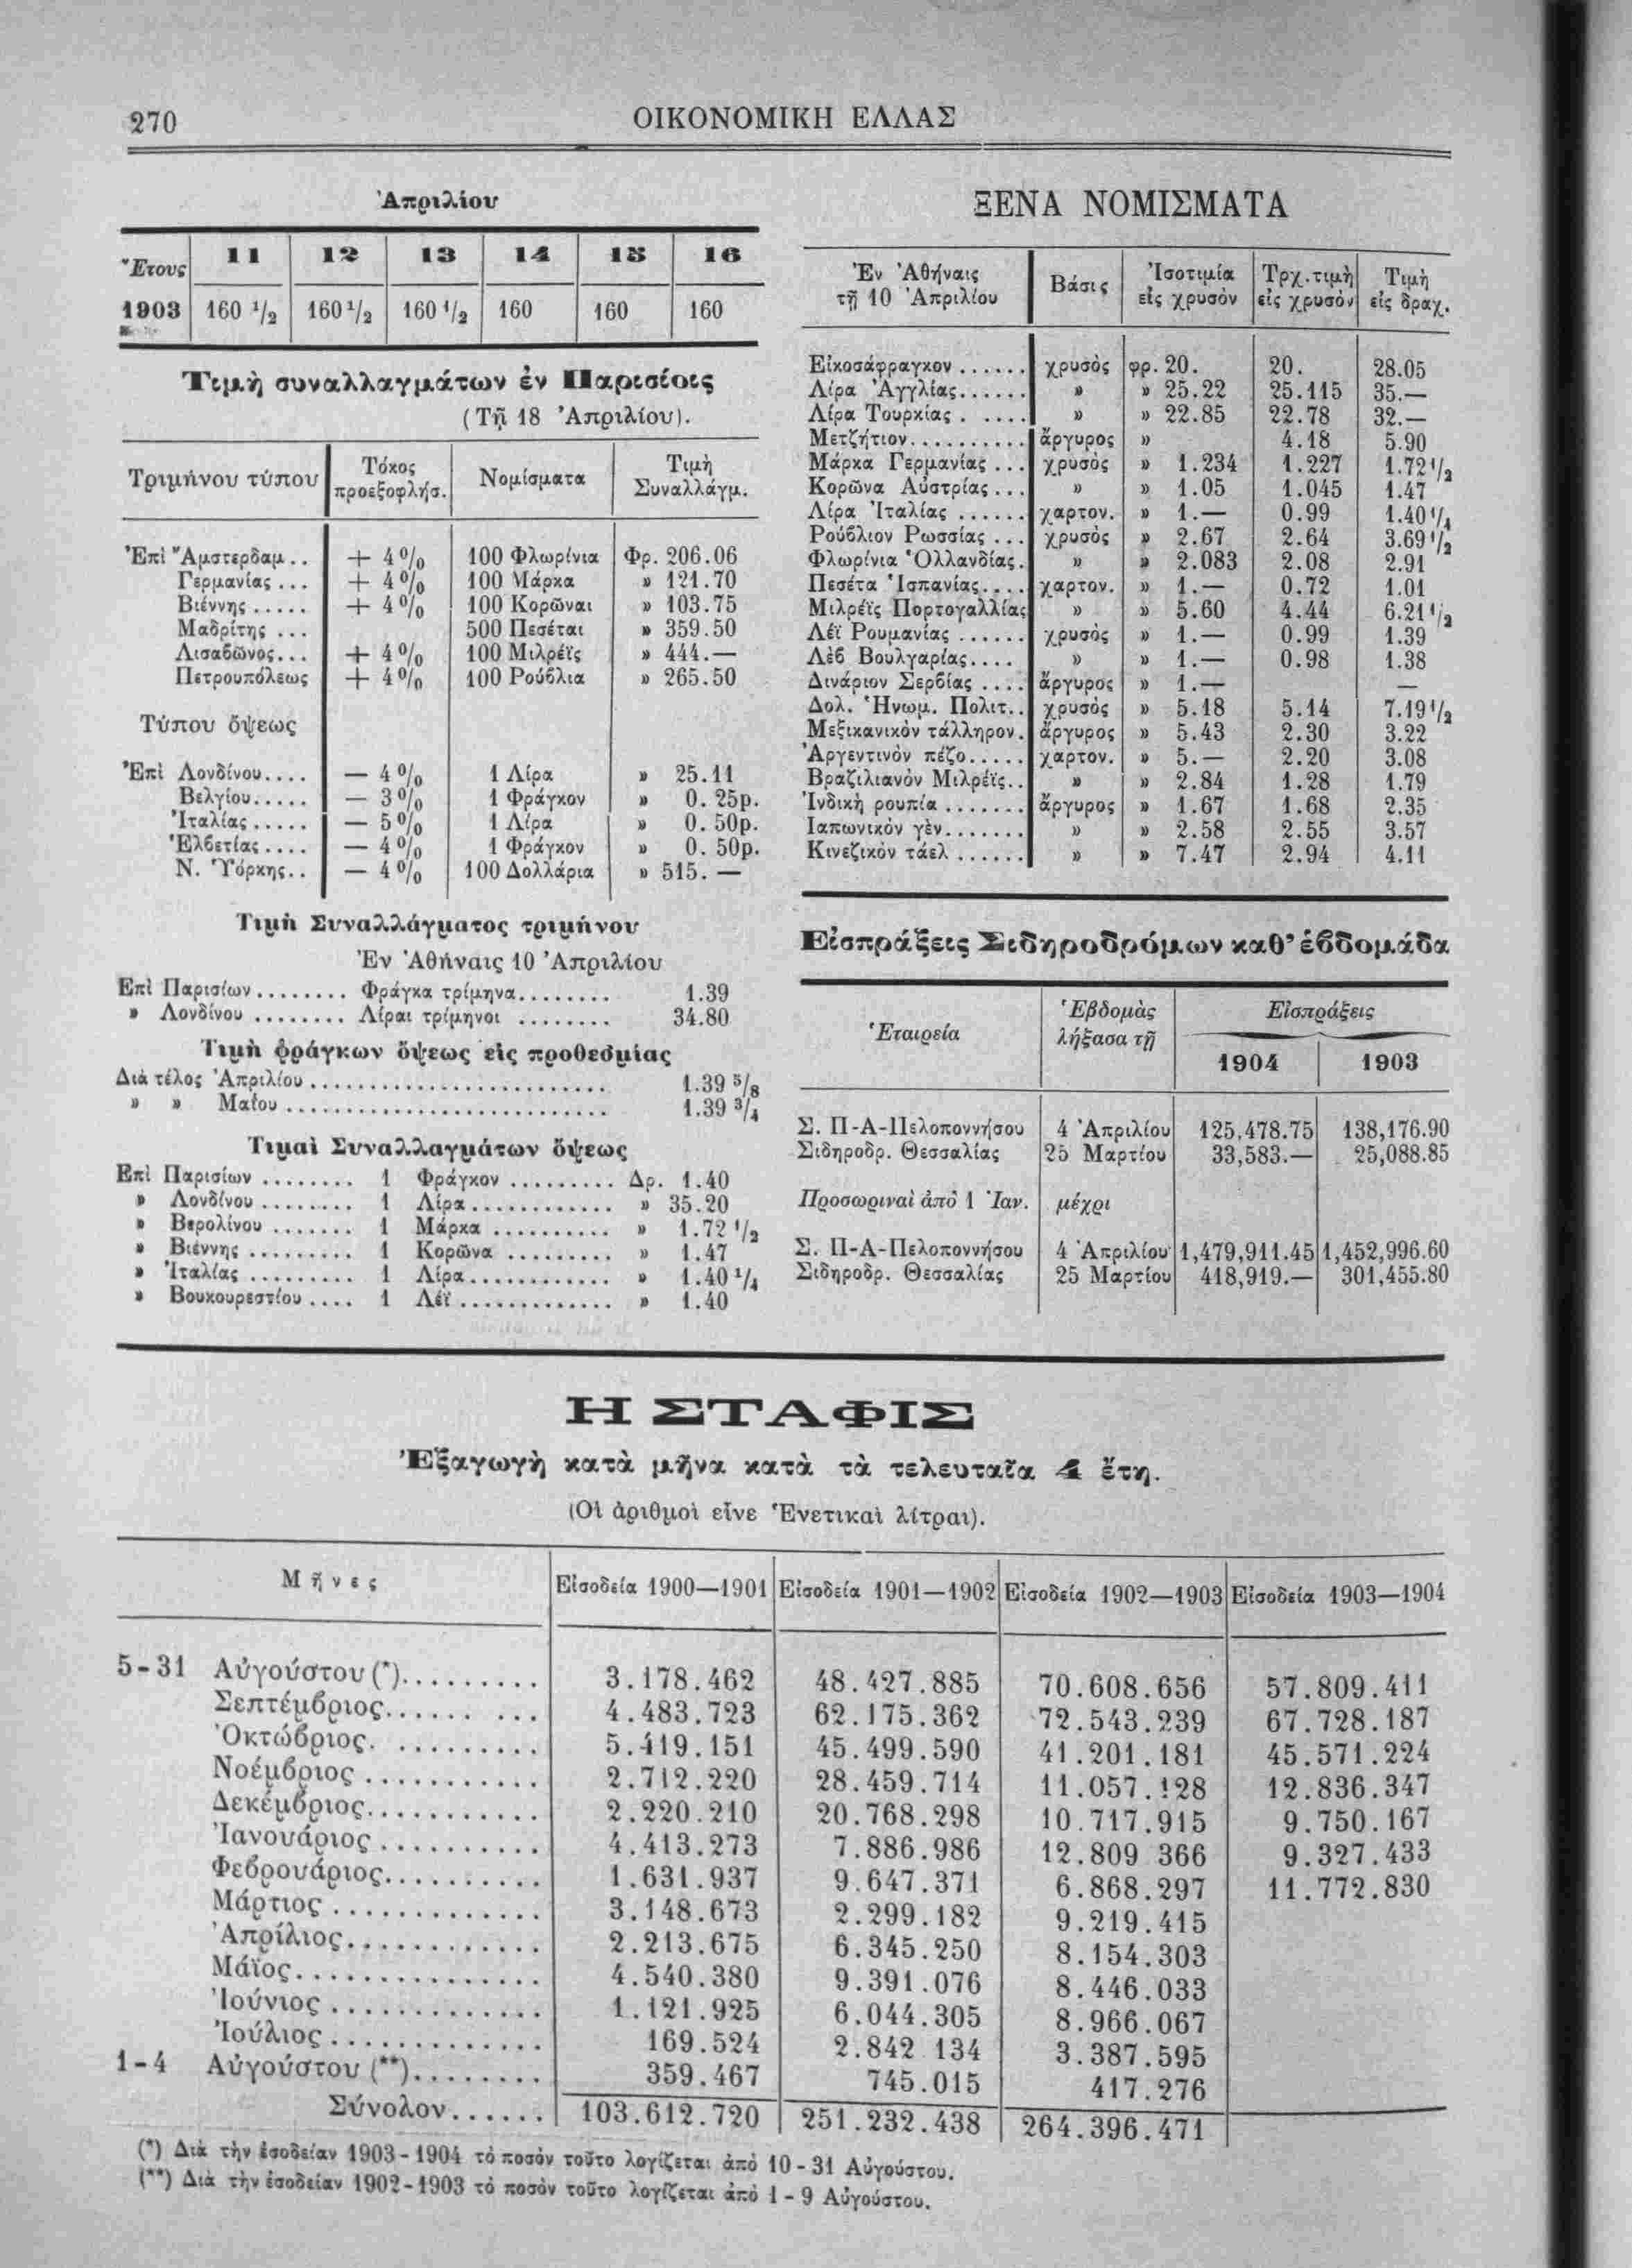 270
ΟΙΚΟΝΟΜΙΚΗ ΕΛΛΑΣ
Ἀπριλίου
Ἔτους 11 12 13 14 15 16
1903 160 1/2 160 1/2 160 1/2 160 160 160
Τιμὴ συναλλαγμάτων ἐν Παρισίοις
(Τῇ 18 Ἀπριλίου).
Τριμήνου τύπου Τόκος προεξοφλήσ. Νομίσματα Τιμὴ Συναλλάγμ.
Ἐπὶ Ἀμστερδαμ.. + 4% 100 Φλωρίνια Φρ. 206.06
Γερμανίας... + 4% 100 Μάρκα » 121.70
Βιέννης..... + 4% 100 Κορῶναι » 103.75
Μαδρίτης ... 500 Πεσέται » 359.50
Λισαβῶνος... + 4% 100 Μιλρέϊς » 444.—
Πετρουπόλεως + 4% 100 Ρούβλια » 265.50
Τύπου ὄψεως
Ἐπὶ Λονδίνου.... — 4% 1 Λίρα » 25.11
Βελγίου..... — 3% 1 Φράγκον » 0.25p.
Ἰταλίας..... — 5% 1 Λίρα » 0.50p.
Ἑλβετίας.... — 4% 1 Φράγκον » 0.50p.
Ν. Ὑόρκης.. — 4% 100 Δολλάρια » 515.—
Τιμὴ Συναλλάγματος τριμήνου
Ἐν Ἀθήναις 10 Ἀπριλίου
Ἐπὶ Παρισίων........ Φράγκα τρίμηνα........ 1.39
» Λονδίνου ........ Λίραι τρίμηνοι ........ 34.80
Τιμὴ φράγκων ὄψεως εἰς προθεσμίας
Διὰ τέλος Ἀπριλίου ........ 1.39 5/8
» » Μαΐου ........ 1.39 3/4
Τιμαὶ Συναλλαγμάτων ὄψεως
Ἐπὶ Παρισίων ........ 1 Φράγκον ......... Δρ. 1.40
» Λονδίνου ......... 1 Λίρα............ » 35.20
» Βερολίνου ....... 1 Μάρκα ........... » 1.72 1/2
» Βιέννης ......... 1 Κορῶνα ......... » 1.47
» Ἰταλίας ......... 1 Λίρα............ » 1.40 1/4
» Βουκουρεστίου .... 1 Λέϊ ............. » 1.40
ΞΕΝΑ ΝΟΜΙΣΜΑΤΑ
Ἐν Ἀθήναις τῇ 10 Ἀπριλίου Βάσις Ἰσοτιμία εἰς χρυσόν Τρχ.τιμὴ εἰς χρυσόν Τιμὴ εἰς δραχ.
Εἰκοσάφραγκον ...... χρυσὸς φρ. 20. 20. 28.05
Λίρα Ἀγγλίας...... » » 25.22 25.115 35.—
Λίρα Τουρκίας ...... » » 22.85 22.78 32.—
Μετζήτιον.......... ἄργυρος » 4.18 5.90
Μάρκα Γερμανίας ... χρυσὸς » 1.234 1.227 1.72 1/2
Κορῶνα Αὐστρίας... » » 1.05 1.045 1.47
Λίρα Ἰταλίας ...... χαρτον. » 1.— 0.99 1.40 1/4
Ρούβλιον Ρωσσίας ... χρυσὸς » 2.67 2.64 3.69 1/2
Φλωρίνια Ὁλλανδίας. » » 2.083 2.08 2.91
Πεσέτα Ἱσπανίας.... χαρτον. » 1.— 0.72 1.01
Μιλρέϊς Πορτογαλλίας » » 5.60 4.44 6.21 1/2
Λέϊ Ρουμανίας ...... χρυσὸς » 1.— 0.99 1.39
Λὲβ Βουλγαρίας.... » » 1.— 0.98 1.38
Δινάριον Σερβίας .... ἄργυρος » 1.— —
Δολ. Ἡνωμ. Πολιτ.. χρυσὸς » 5.18 5.14 7.19 1/2
Μεξικανικὸν τάλληρον. ἄργυρος » 5.43 2.30 3.22
Ἀργεντινὸν πέζο..... χαρτον. » 5.— 2.20 3.08
Βραζιλιανὸν Μιλρέϊς.. » » 2.84 1.28 1.79
Ἰνδικὴ ρουπία ....... ἄργυρος » 1.67 1.68 2.35
Ιαπωνικὸν γὲν....... » » 2.58 2.55 3.57
Κινεζικὸν τάελ ...... » » 7.47 2.94 4.11
Εἰσπράξεις Σιδηροδρόμων καθ' ἑβδομάδα
Ἑταιρεία Ἑβδομὰς λήξασα τῇ Εἰσπράξεις
1904 1903
Σ. Π-Α-Πελοποννήσου 4 Ἀπριλίου 125,478.75 138,176.90
Σιδηροδρ. Θεσσαλίας 25 Μαρτίου 33,583.— 25,088.85
Προσωριναὶ ἀπὸ 1 Ἰαν. μέχρι
Σ. Π-Α-Πελοποννήσου 4 Ἀπριλίου 1,479,911.45 1,452,996.60
Σιδηροδρ. Θεσσαλίας 25 Μαρτίου 418,919.— 301,455.80
Η ΣΤΑΦΙΣ
Ἐξαγωγὴ κατὰ μῆνα κατὰ τὰ τελευταῖα 4 ἔτη.
(Οἱ ἀριθμοὶ εἶνε Ἑνετικαὶ λίτραι).
Μῆνες Εἰσοδεία 1900—1901 Εἰσοδεία 1901—1902 Εἰσοδεία 1902—1903 Εἰσοδεία 1903—1904
5-31 Αὐγούστου (*)......... 3.178.462 48.427.885 70.608.656 57.809.411
Σεπτέμβριος...... ... 4.483.723 62.175.362 72.543.239 67.728.187
Ὀκτώβριος. ......... 5.419.151 45.499.590 41.201.181 45.571.224
Νοέμβριος ........... 2.712.220 28.459.714 11.057.128 12.836.347
Δεκέμβριος........... 2.220.210 20.768.298 10.717.915 9.750.167
Ἰανουάριος .......... 4.413.273 7.886.986 12.809 366 9.327.433
Φεβρουάριος.......... 1.631.937 9.647.371 6.868.297 11.772.830
Μάρτιος ............. 3.148.673 2.299.182 9.219.415
Ἀπρίλιος............ 2.213.675 6.345.250 8.154.303
Μάϊος............... 4.540.380 9.391.076 8.446.033
Ἰούνιος ............. 1.121.925 6.044.305 8.966.067
Ἰούλιος ............. 169.524 2.842 134 3.387.595
1-4 Αὐγούστου (**)........ 359.467 745.015 417.276
Σύνολον...... 103.612.720 251.232.438 264.396.471
(*) Διὰ τὴν ἐσοδείαν 1903-1904 τὸ ποσὸν τοῦτο λογίζεται ἀπὸ 10-31 Αὐγούστου.
(**) Διὰ τὴν ἐσοδείαν 1902-1903 τὸ ποσὸν τοῦτο λογίζεται ἀπὸ 1-9 Αὐγούστου.